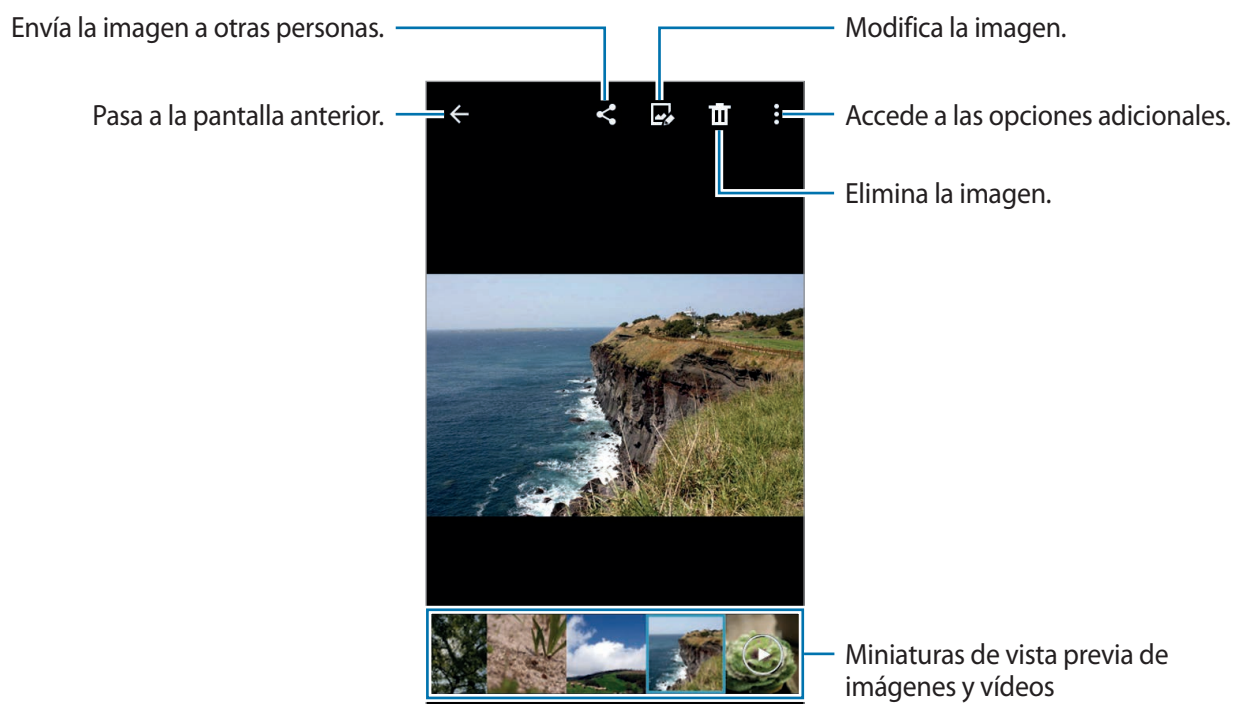 Envía la imagen a otras personas.
Modifica la imagen.
Pasa a la pantalla anterior.
Accede a las opciones adicionales.
Elimina la imagen.
Miniaturas de vista previa de
imágenes y vídeos